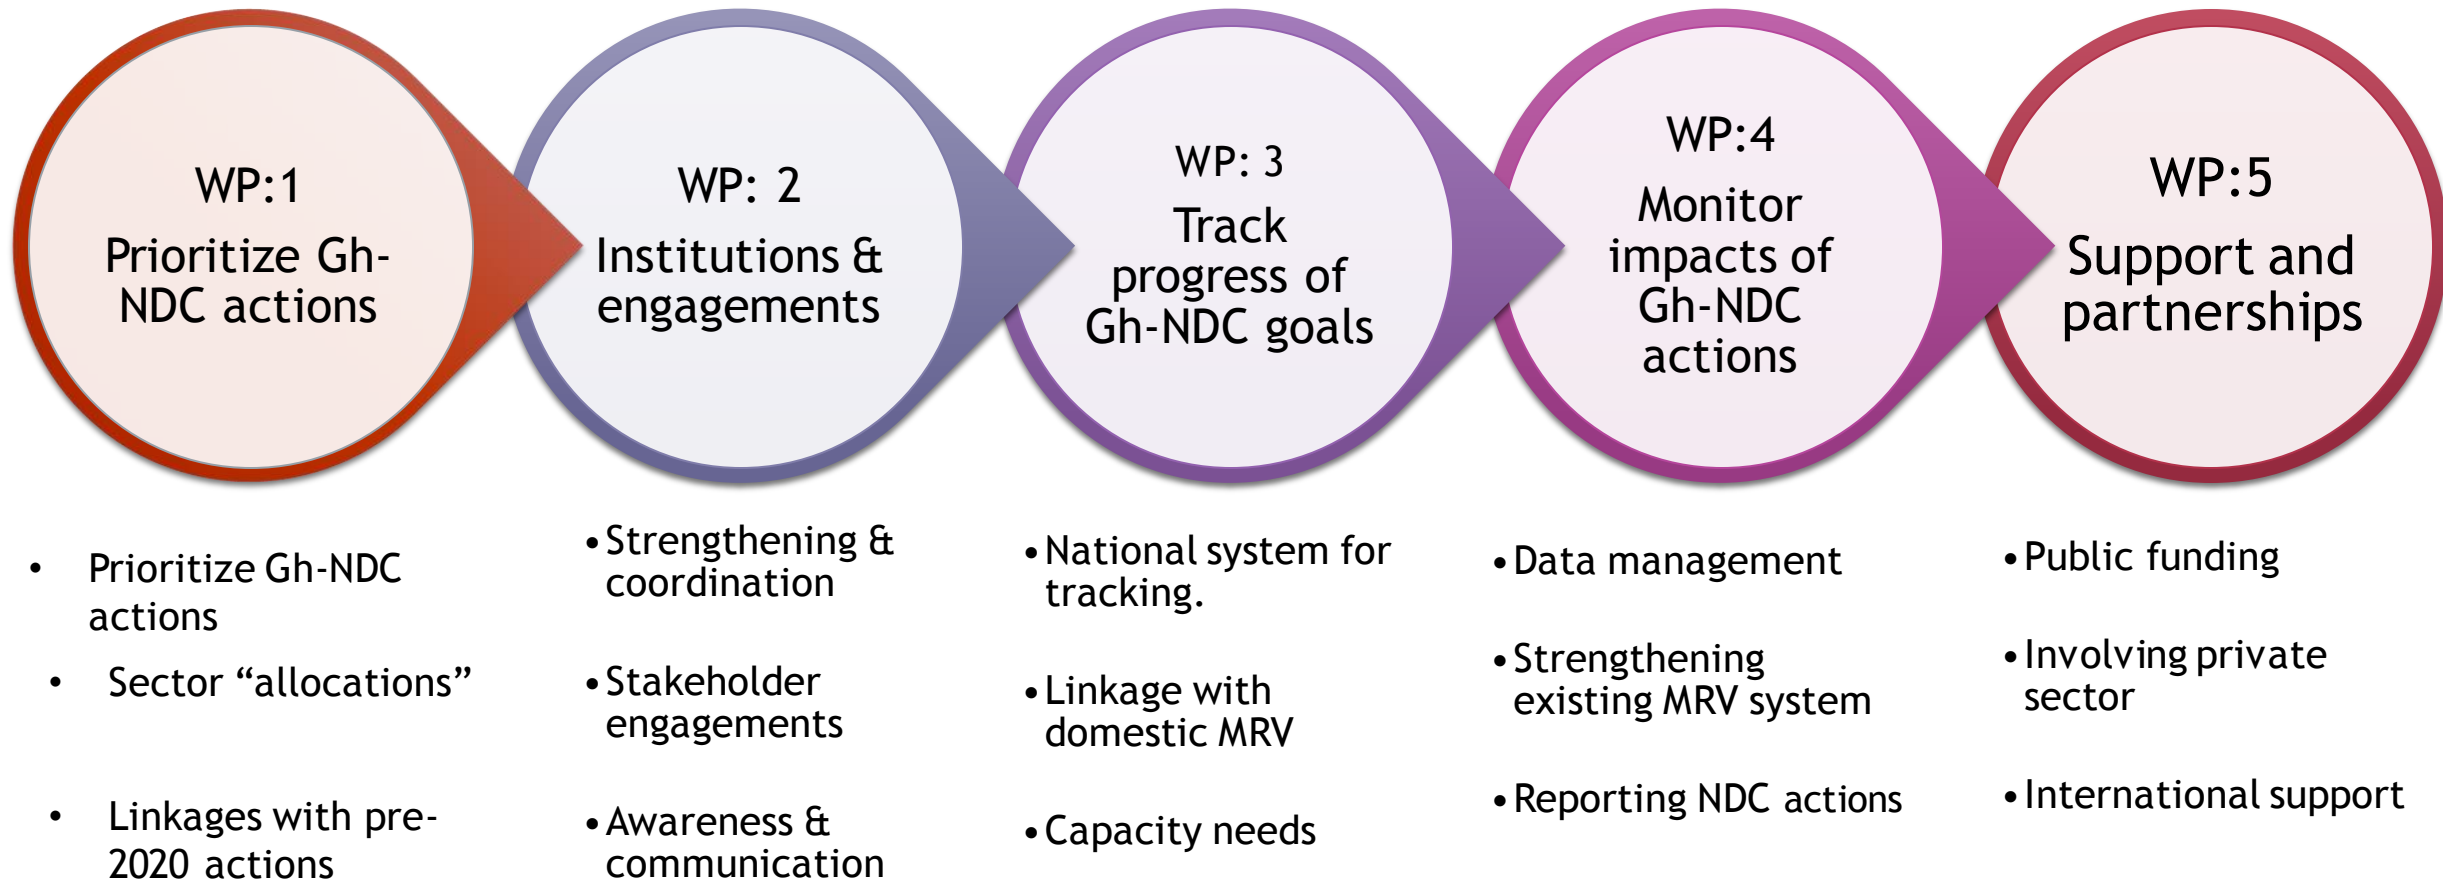 WP:1
Prioritize Gh-
NDC actions
WP: 2
Institutions &
engagements
WP: 3
Track
progress of
Gh-NDC goals
WP:4
Monitor
impacts of
Gh-NDC
actions
WP:5
Support and
partnerships
• Prioritize Gh-NDC
actions
• Sector “allocations”
• Linkages with pre-
2020 actions
•Strengthening &
coordination
•Stakeholder
engagements
•Awareness &
communication
•National system for
tracking.
•Linkage with
domestic MRV
•Capacity needs
•Data management
•Strengthening
existing MRV system
•Reporting NDC actions
•Public funding
•Involving private
sector
•International support